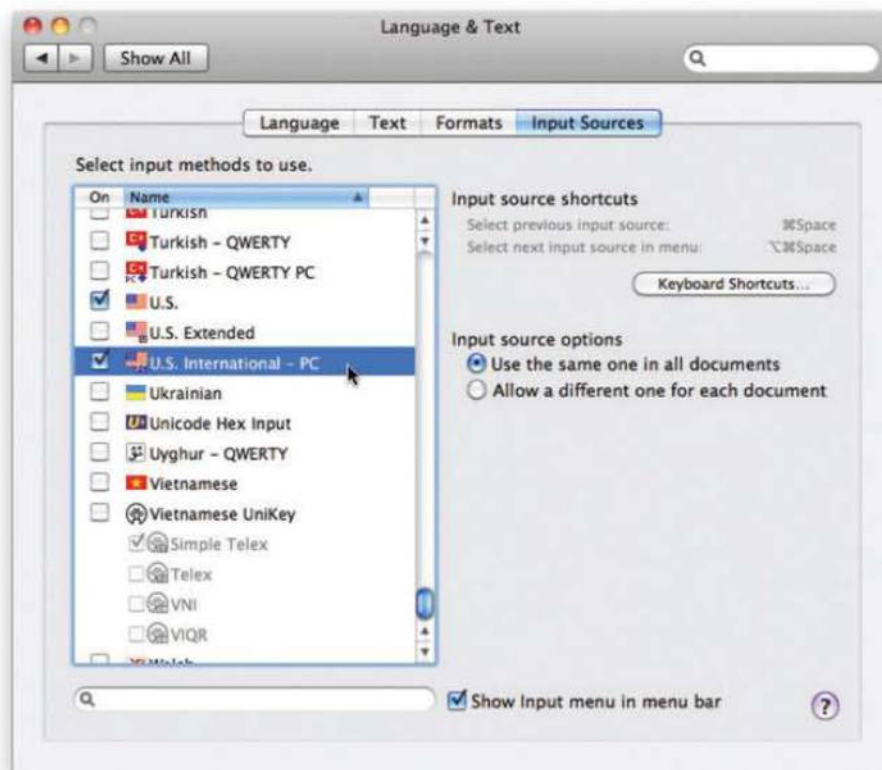 Language & Text
Show All
Language Text Formats Input Sources
Select input methods to use.
On Name
Turkish
Turkish – QWERTY
Turkish – QWERTY PC
U.S.
U.S. Extended
U.S. International – PC
Ukrainian
Unicode Hex Input
Uyghur – QWERTY
Vietnamese
Vietnamese UniKey
Simple Telex
Telex
VNI
VIQR
Welsh
Input source shortcuts
Select previous input source: ⌘Space
Select next input source in menu: ⌥⌘Space
Keyboard Shortcuts...
Input source options
Use the same one in all documents
Allow a different one for each document
Show Input menu in menu bar
?